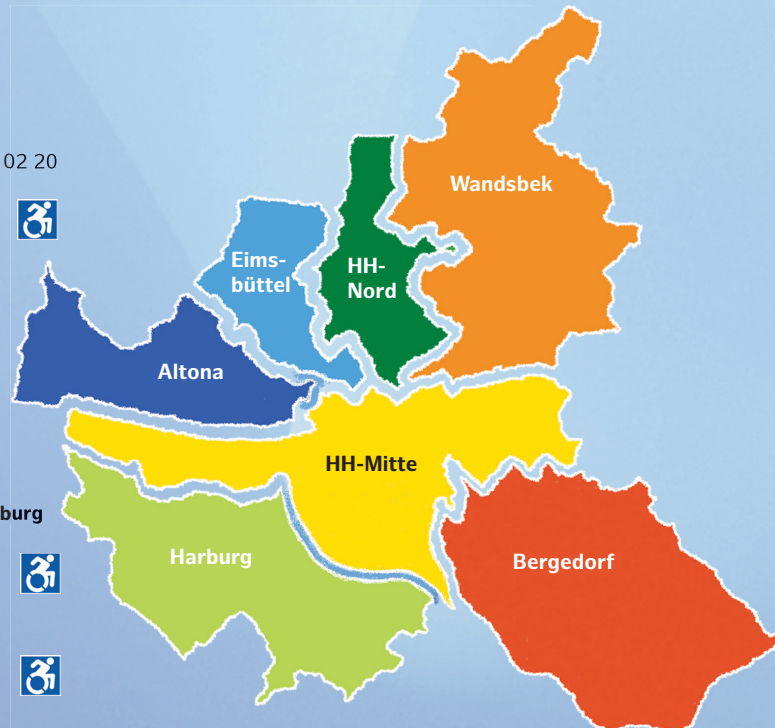 02 20
Wandsbek
Eims-
büttel
HH-
Nord
Altona
HH-Mitte
burg
Harburg
Bergedorf